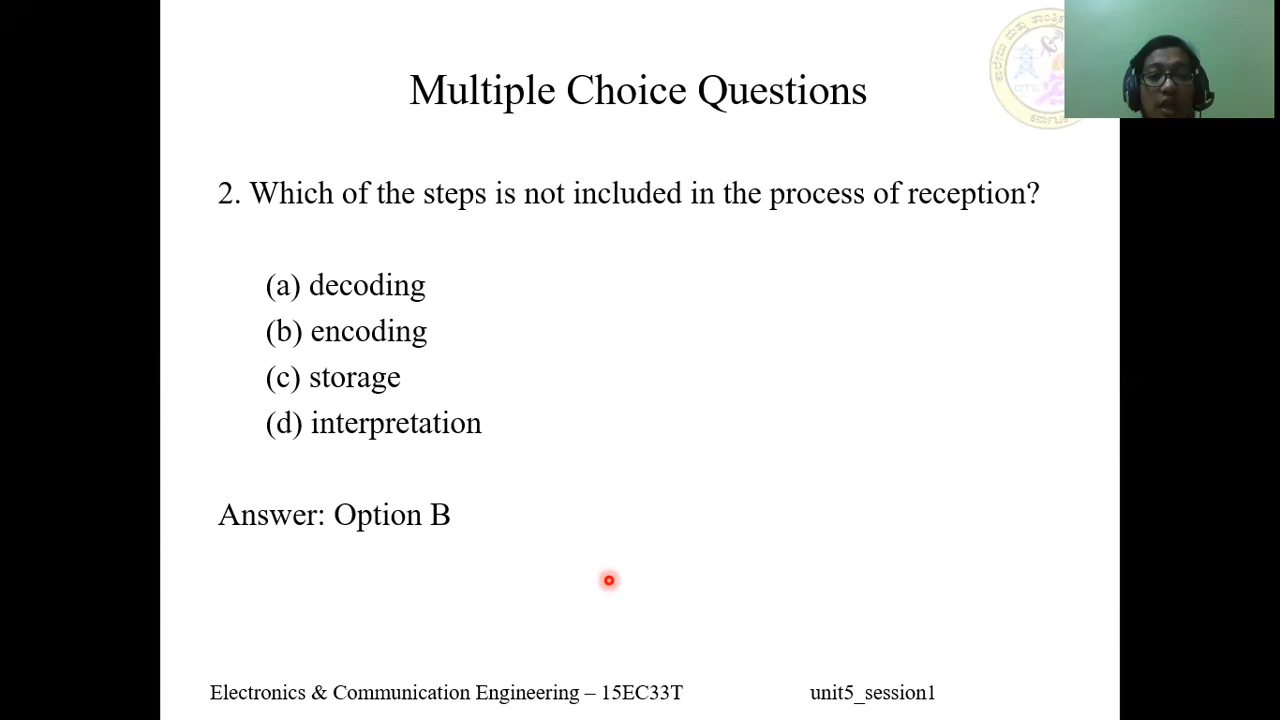 Multiple Choice Questions
2. Which of the steps is not included in the process of reception?
(a) decoding
(b) encoding
(c) storage
(d) interpretation
Answer: Option B
Electronics & Communication Engineering – 15EC33T
unit5_session1